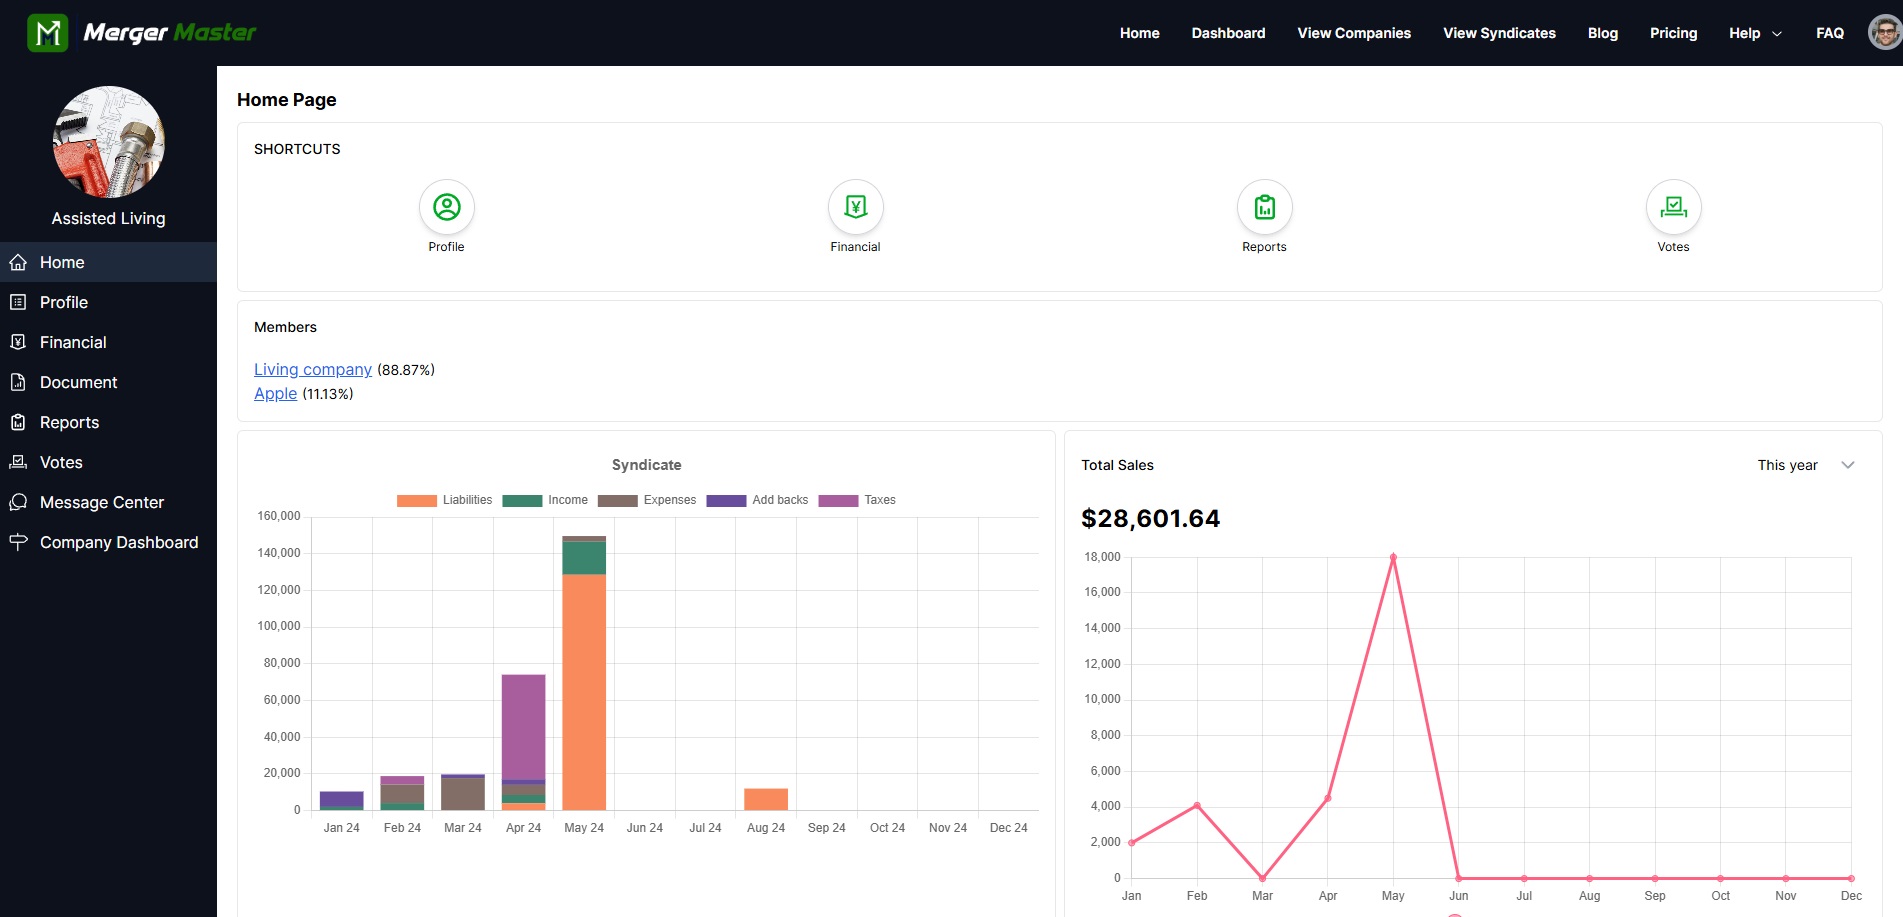 Merger Master
Home
Dashboard
View Companies
View Syndicates
Blog
Pricing
Help
FAQ
Assisted Living
Home
Profile
Financial
Document
Reports
Votes
Message Center
Company Dashboard
Home Page
SHORTCUTS
Profile
Financial
Reports
Votes
Members
Living company (88.87%)
Apple (11.13%)
Syndicate
Liabilities
Income
Expenses
Add backs
Taxes
160,000
140,000
120,000
100,000
80,000
60,000
40,000
20,000
0
Jan 24
Feb 24
Mar 24
Apr 24
May 24
Jun 24
Jul 24
Aug 24
Sep 24
Oct 24
Nov 24
Dec 24
Total Sales
This year
$28,601.64
18,000
16,000
14,000
12,000
10,000
8,000
6,000
4,000
2,000
0
Jan
Feb
Mar
Apr
May
Jun
Jul
Aug
Sep
Oct
Nov
Dec